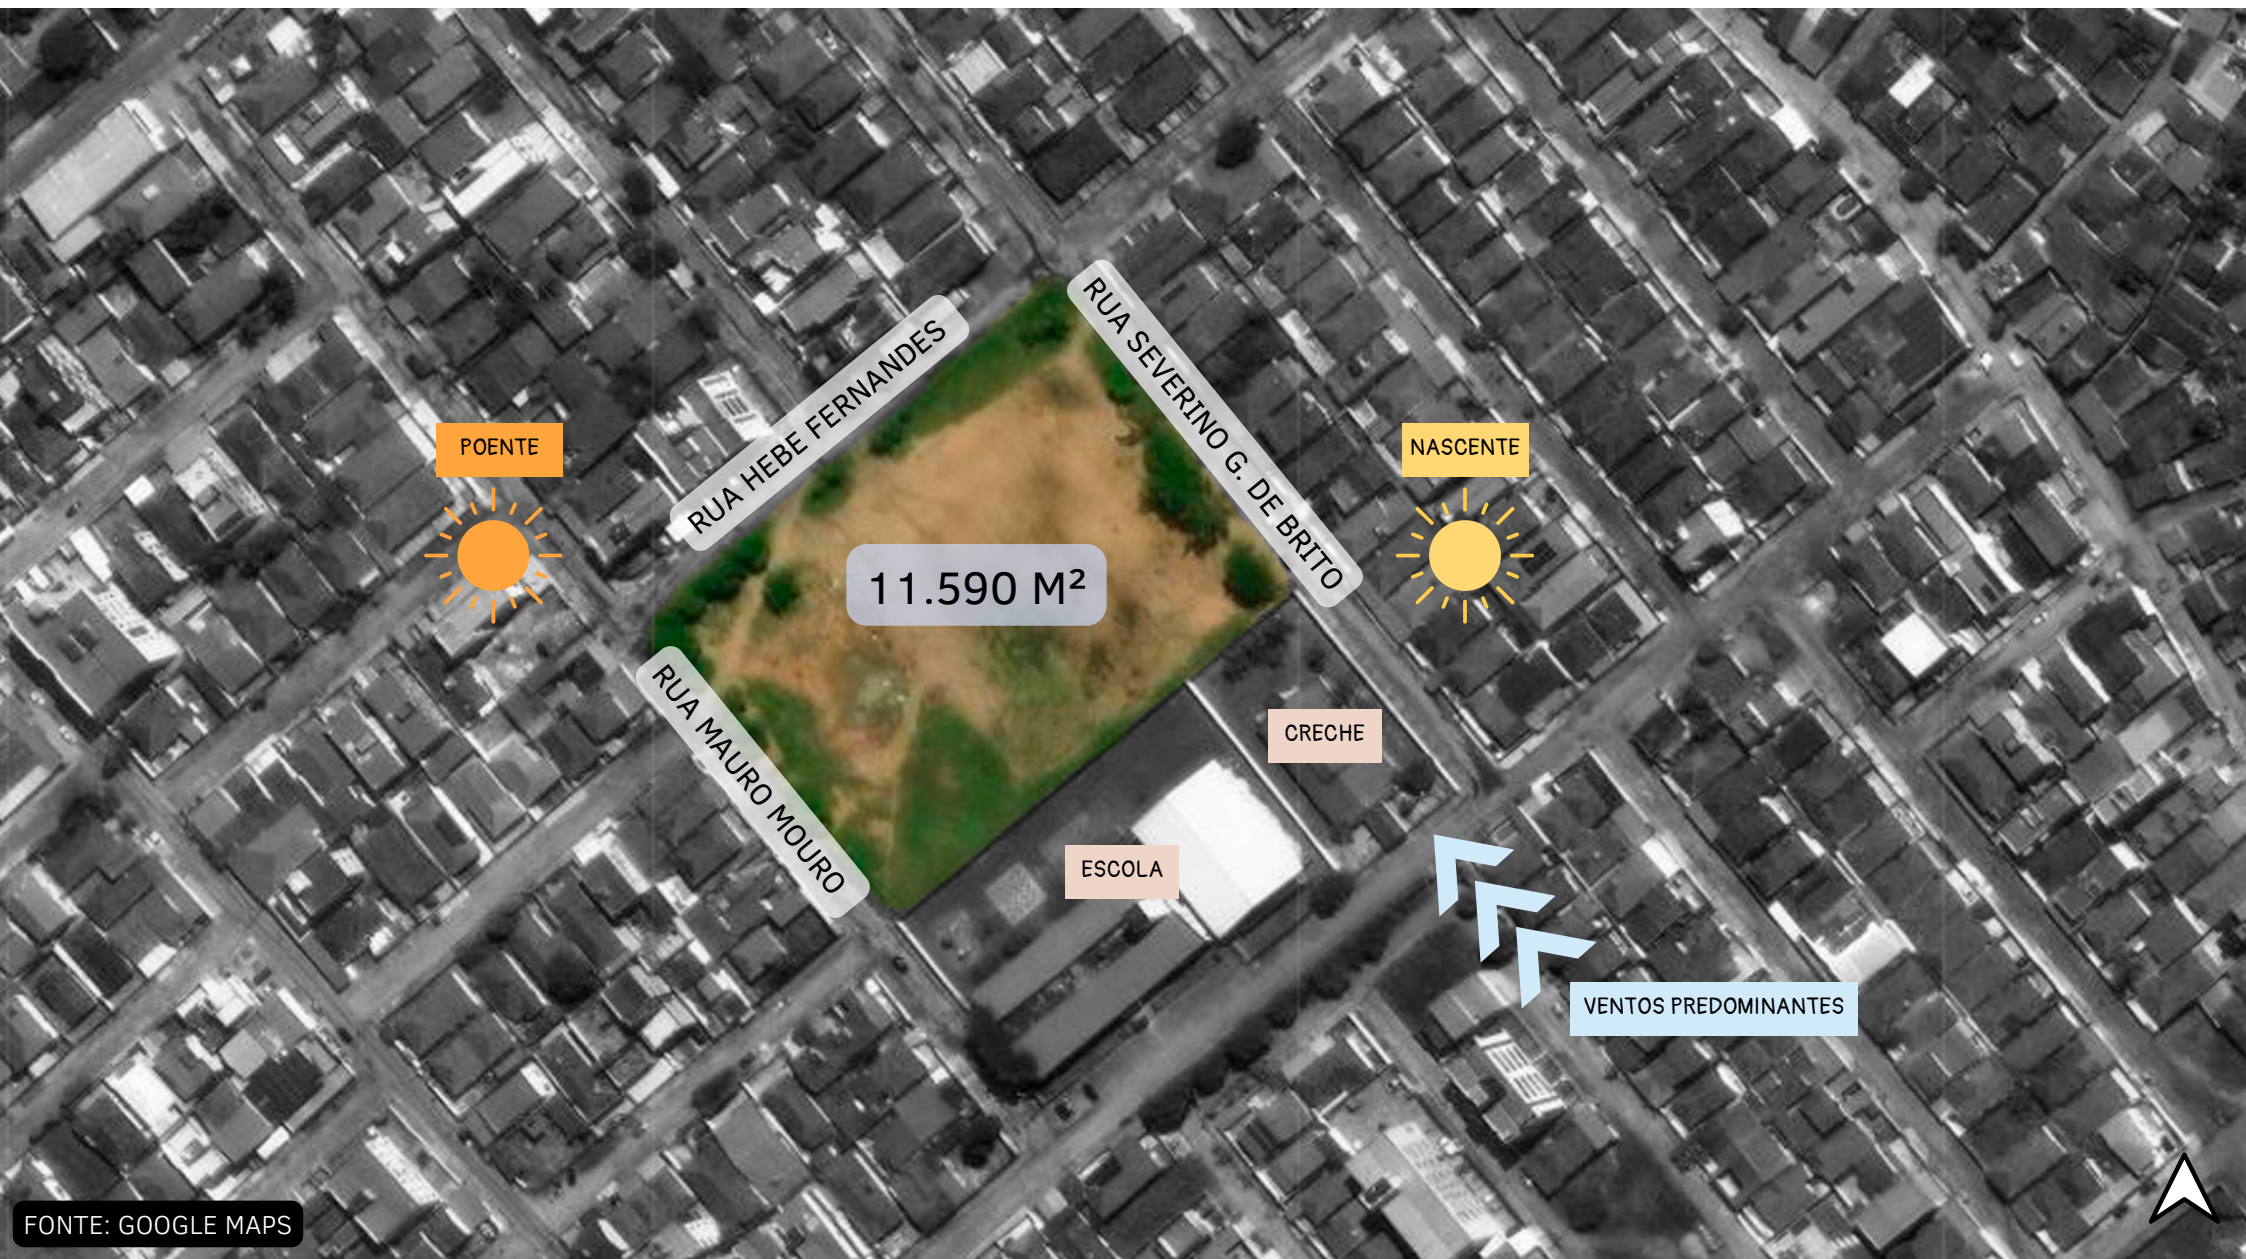 RUA SEVERINO G. DE BRITO
RUA HEBE FERNANDES
POENTE
NASCENTE
11.590 M²
RUA MAURO MOURO
CRECHE
ESCOLA
VENTOS PREDOMINANTES
FONTE: GOOGLE MAPS